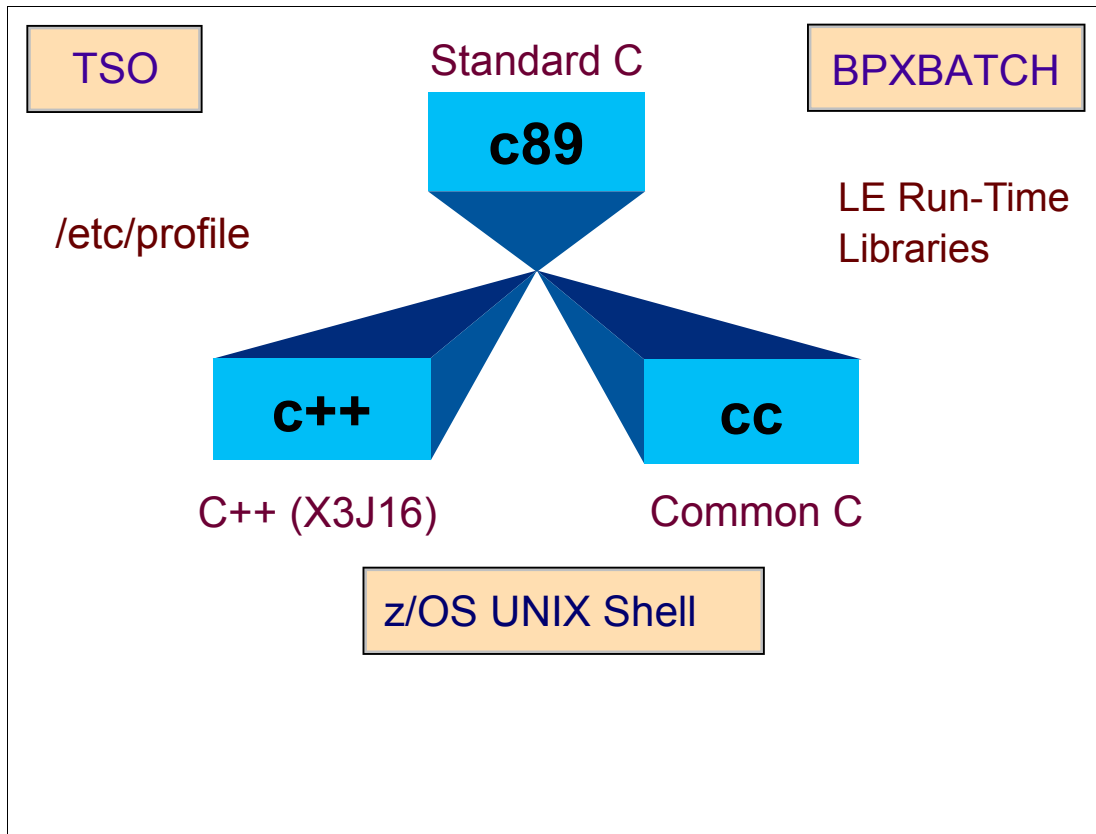 TSO
Standard C
BPXBATCH
c89
/etc/profile
LE Run-Time
Libraries
c++
cc
C++ (X3J16)
Common C
z/OS UNIX Shell